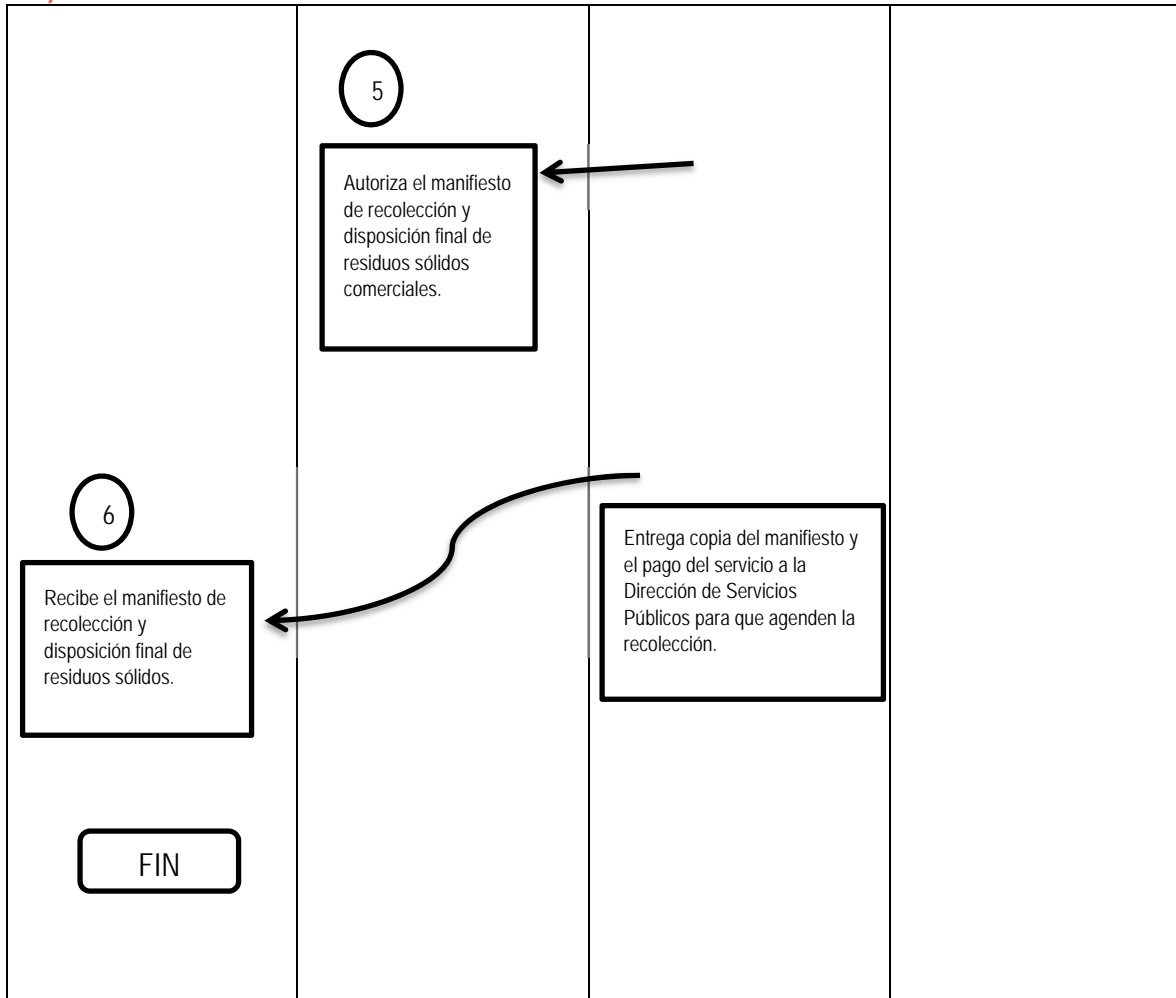 5
Autoriza el manifiesto
de recolección y
disposición final de
residuos sólidos
comerciales.
6
Recibe el manifiesto de
recolección y
disposición final de
residuos sólidos.
Entrega copia del manifiesto y
el pago del servicio a la
Dirección de Servicios
Públicos para que agenden la
recolección.
FIN